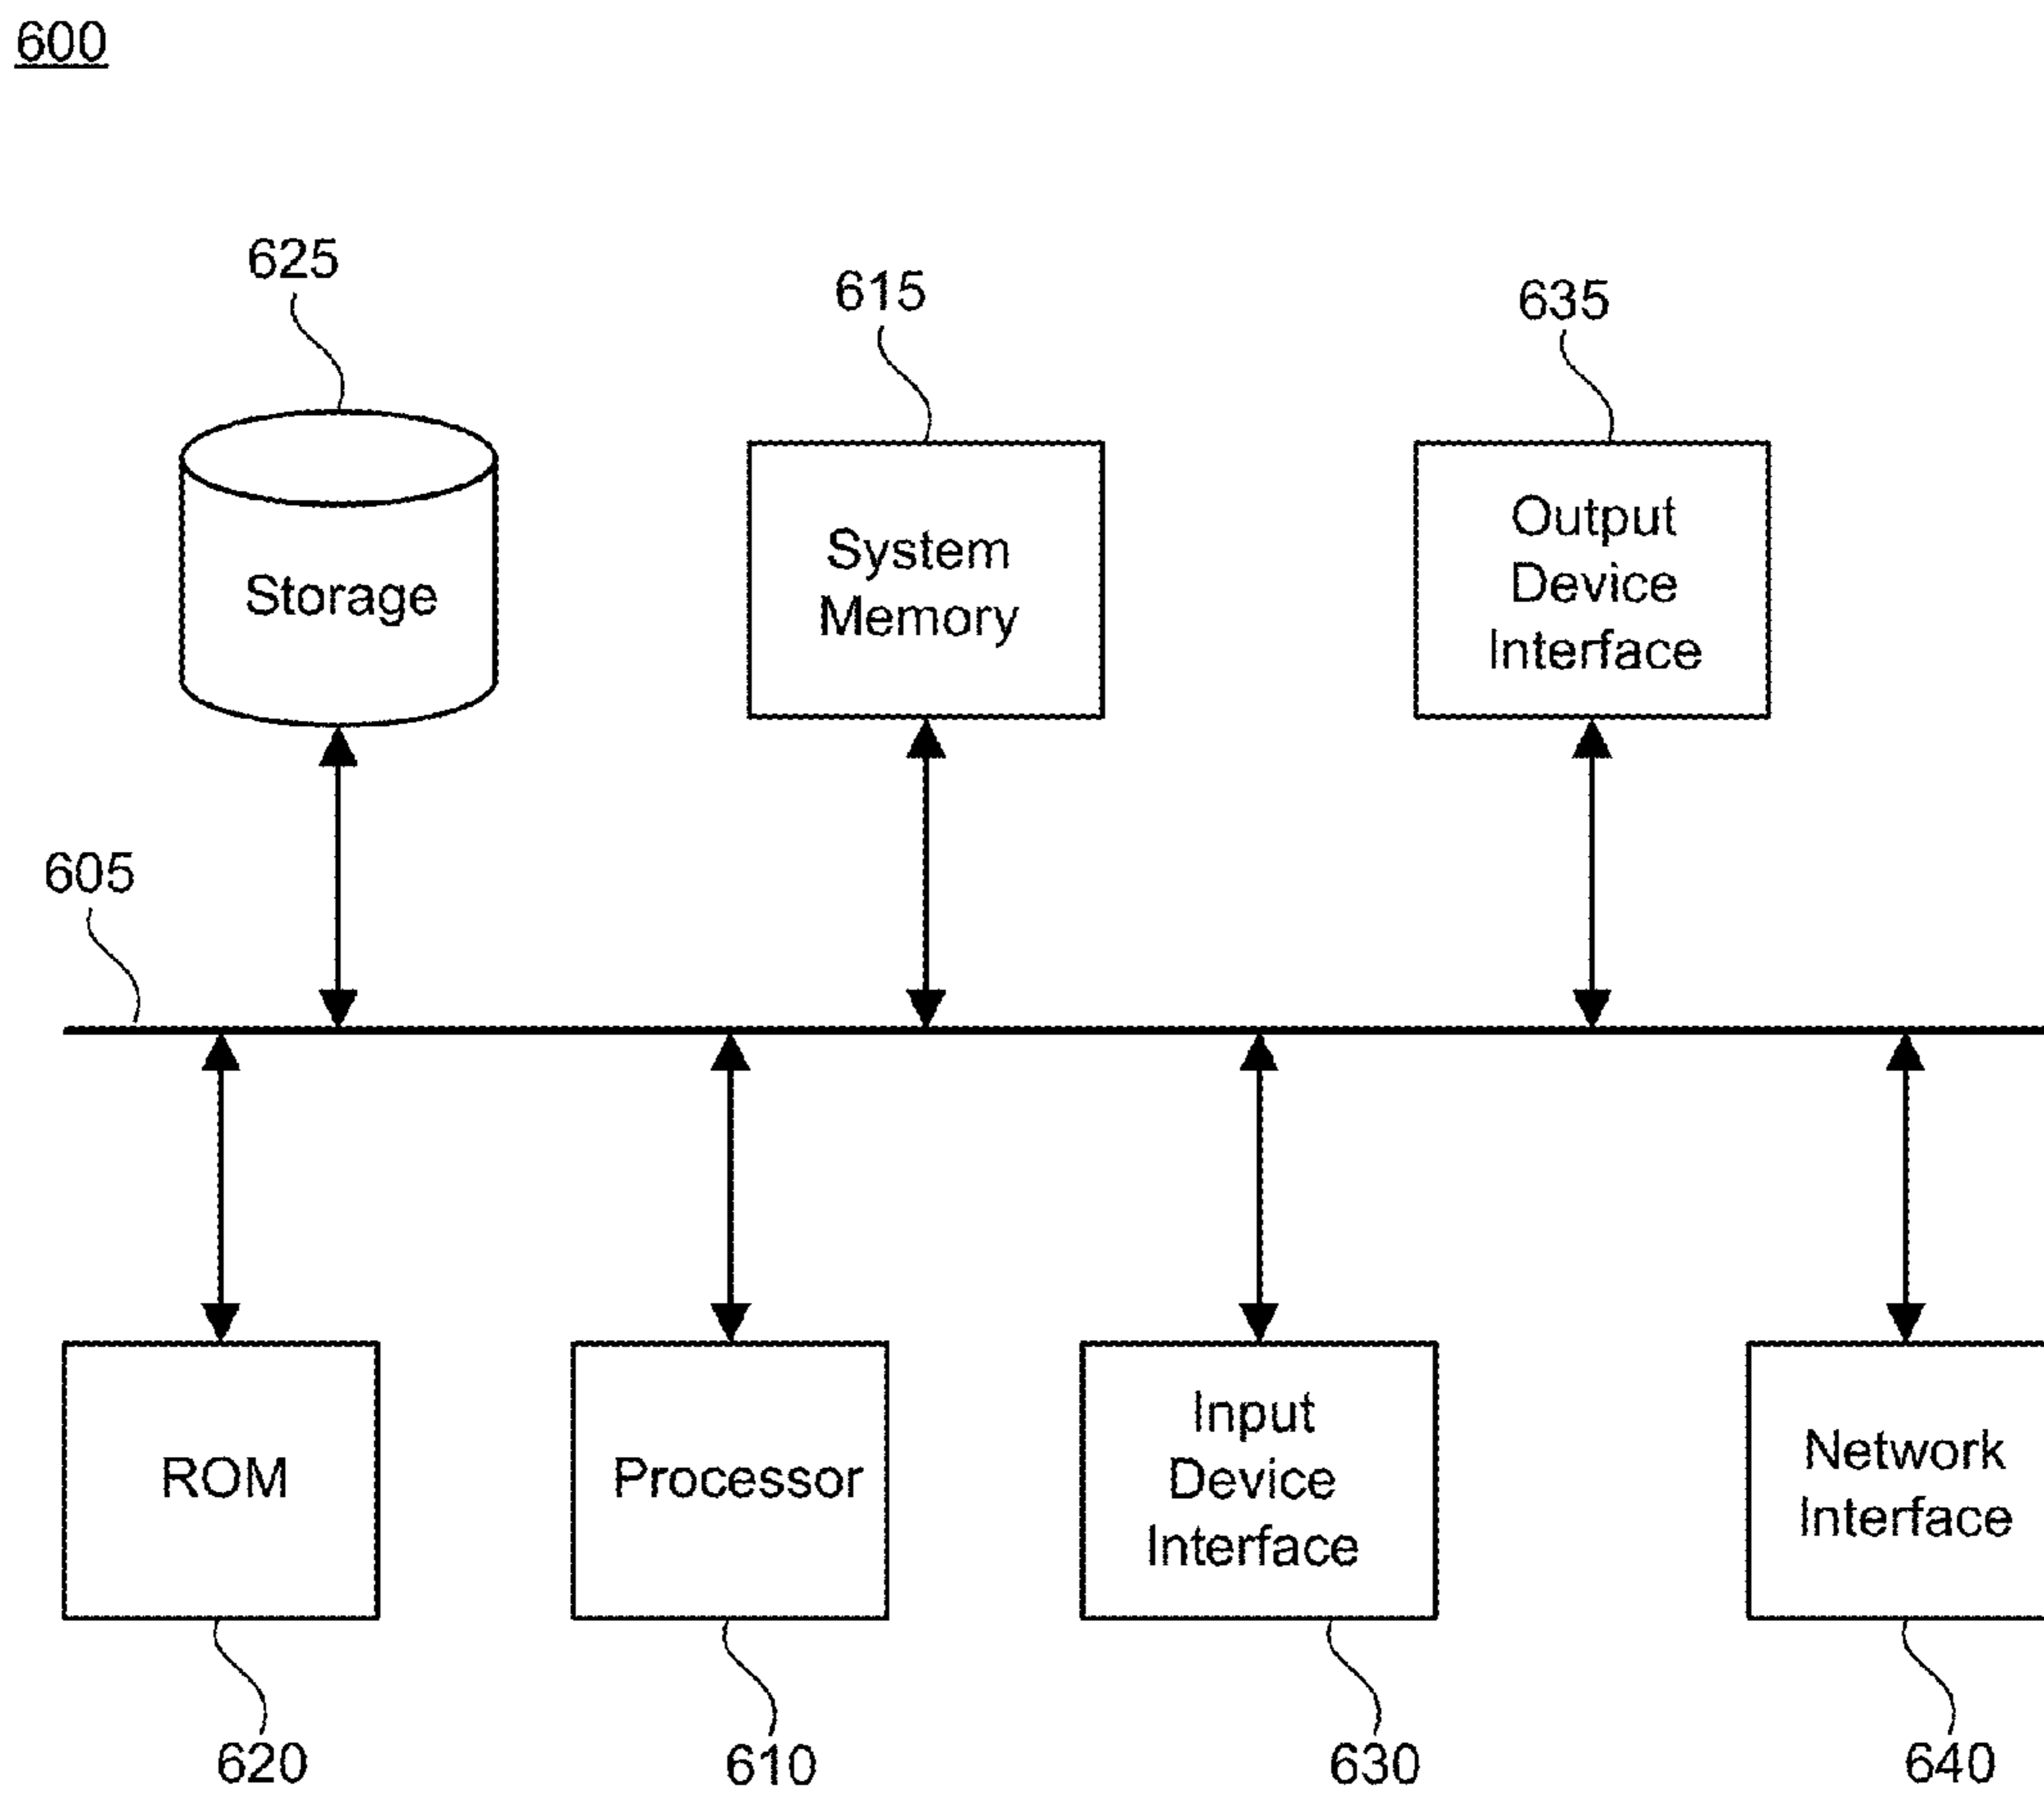 600
625
615
635
Storage
System
Memory
Output
Device
Interface
605
ROM
Processor
Input
Device
Interface
Network
Interface
620
610
630
640